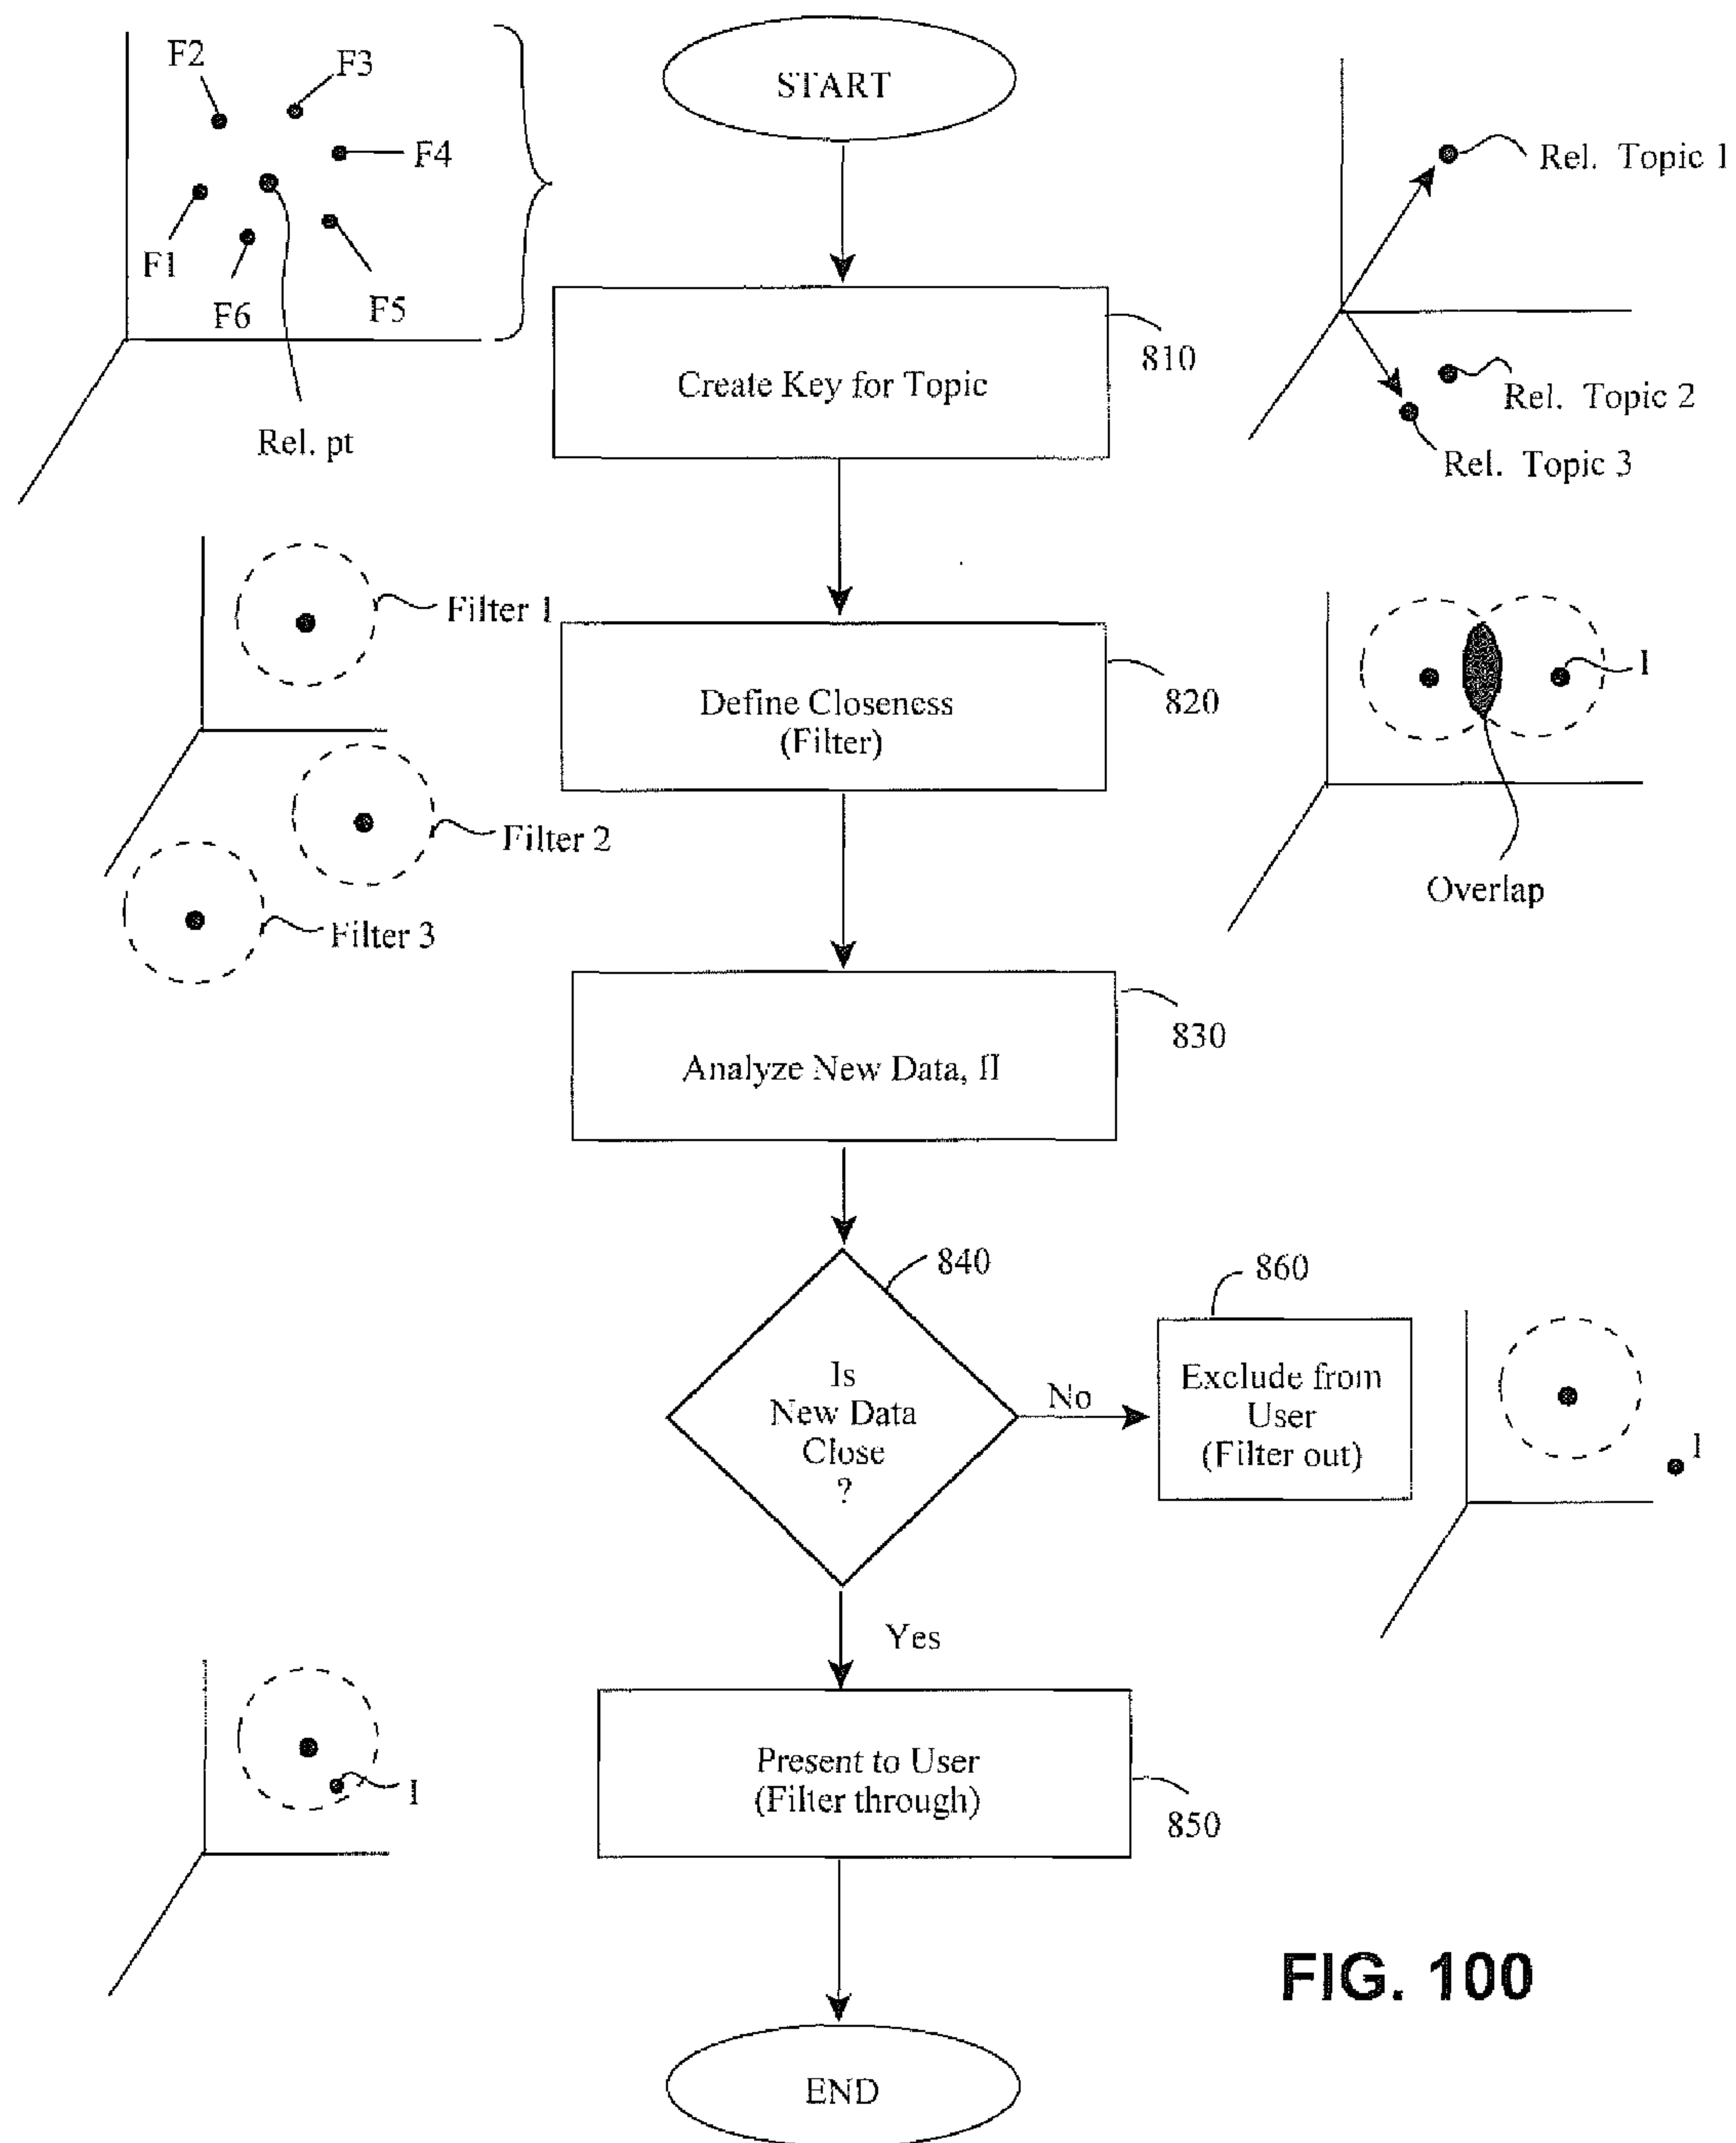 F2
F3
F4
F1
F6
F5
Rel. pt
START
Create Key for Topic
810
Rel. Topic 1
Rel. Topic 2
Rel. Topic 3
Filter 1
Filter 2
Filter 3
Define Closeness
(Filter)
820
I
Overlap
Analyze New Data,
830
840
Is
New Data
Close
?
No
860
Exclude from
User
(Filter out)
I
Yes
I
Present to User
(Filter through)
850
END
FIG. 100